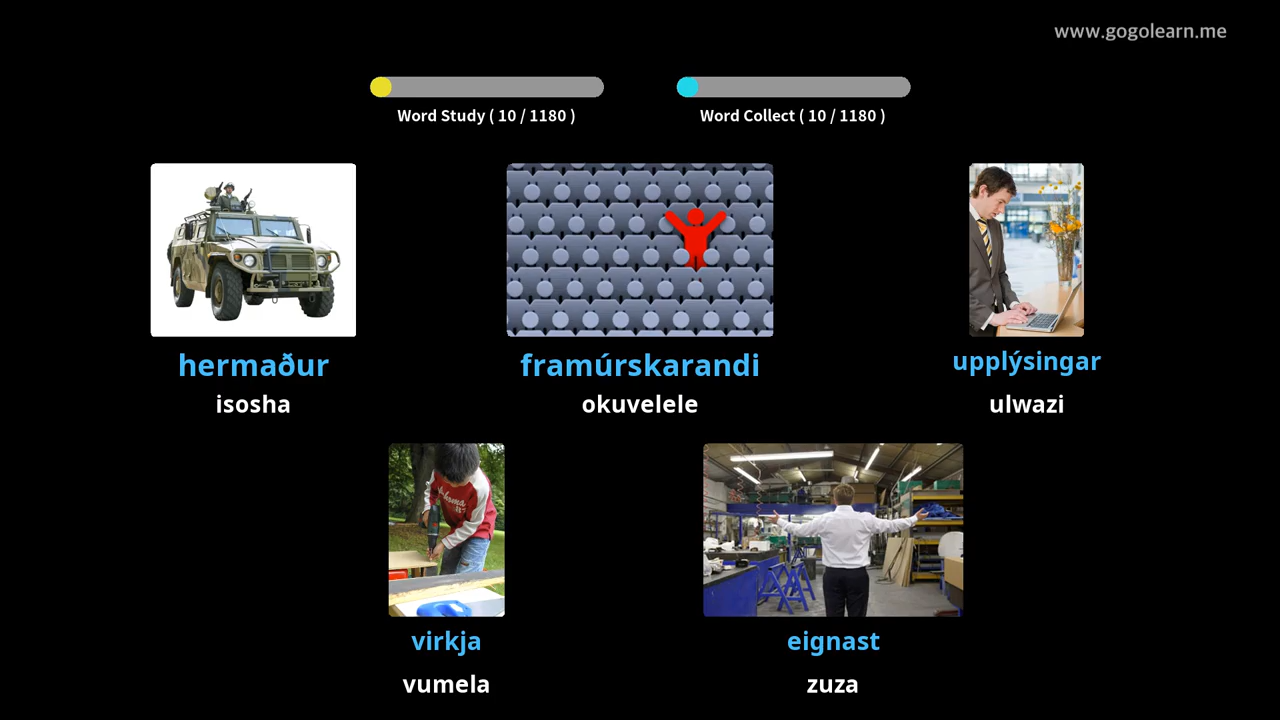 www.gogolearn.me
Word Study ( 10 / 1180 )
Word Collect ( 10 / 1180 )
hermaður
isosha
framúrskarandi
okuvelele
upplýsingar
ulwazi
virkja
vumela
eignast
zuza